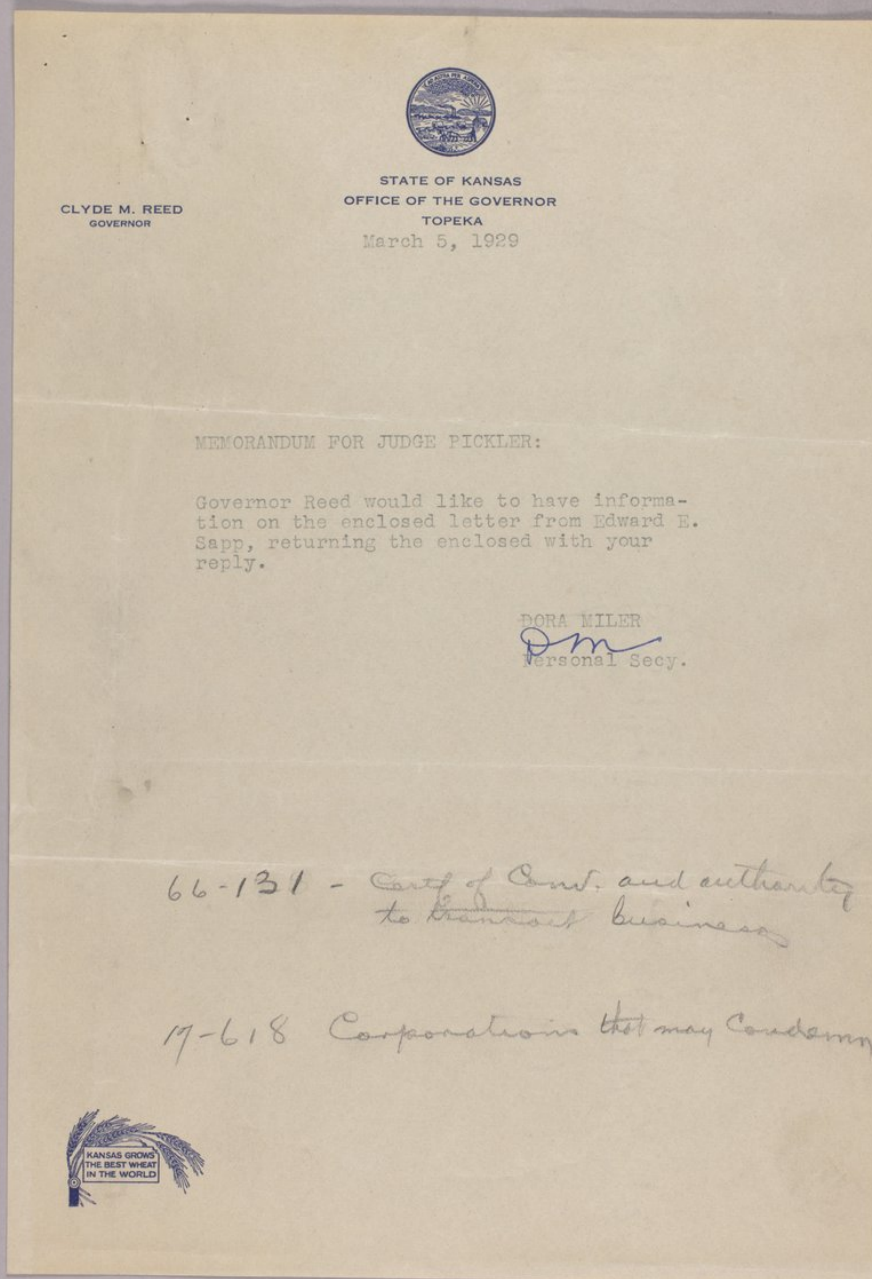 STATE OF KANSAS
OFFICE OF THE GOVERNOR
TOPEKA
CLYDE M. REED
GOVERNOR
March 5, 1929
MEMORANDUM FOR JUDGE PICKLER:
Governor Reed would like to have informa-
tion on the enclosed letter from Edward E.
Sapp, returning the enclosed with your
reply.
DORA MILER
DM
Personal Secy.
66-131 - Certf of Conv. and authority
to transact business
17-618 Corporations that may Condemn
KANSAS GROWS
THE BEST WHEAT
IN THE WORLD